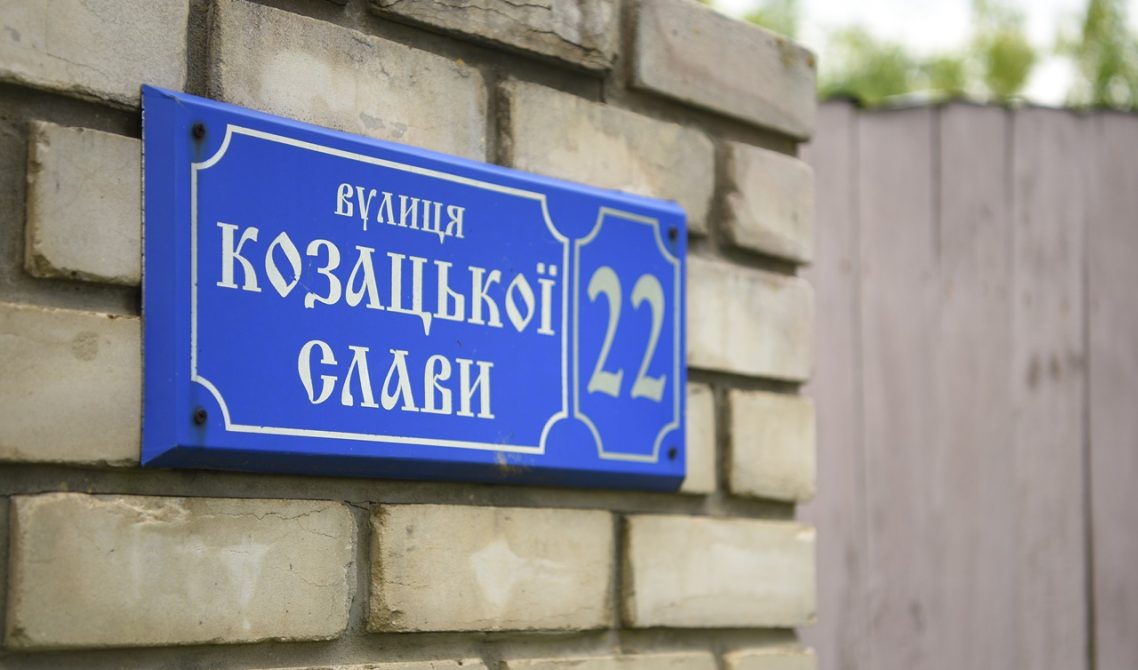 вулиця
Козацької
Слави
22